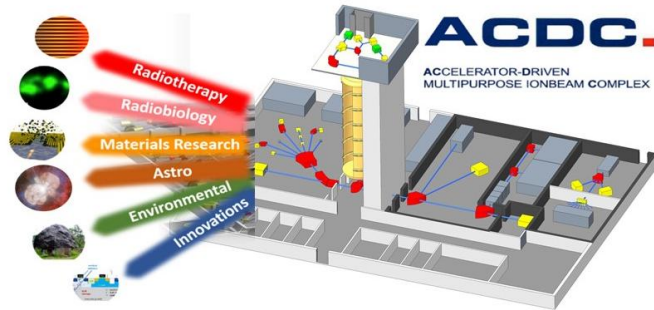 ACDC.
ACCELERATOR-DRIVEN
MULTIPURPOSE IONBEAM COMPLEX
Radiotherapy
Radiobiology
Materials Research
Astro
Environmental
Innovations